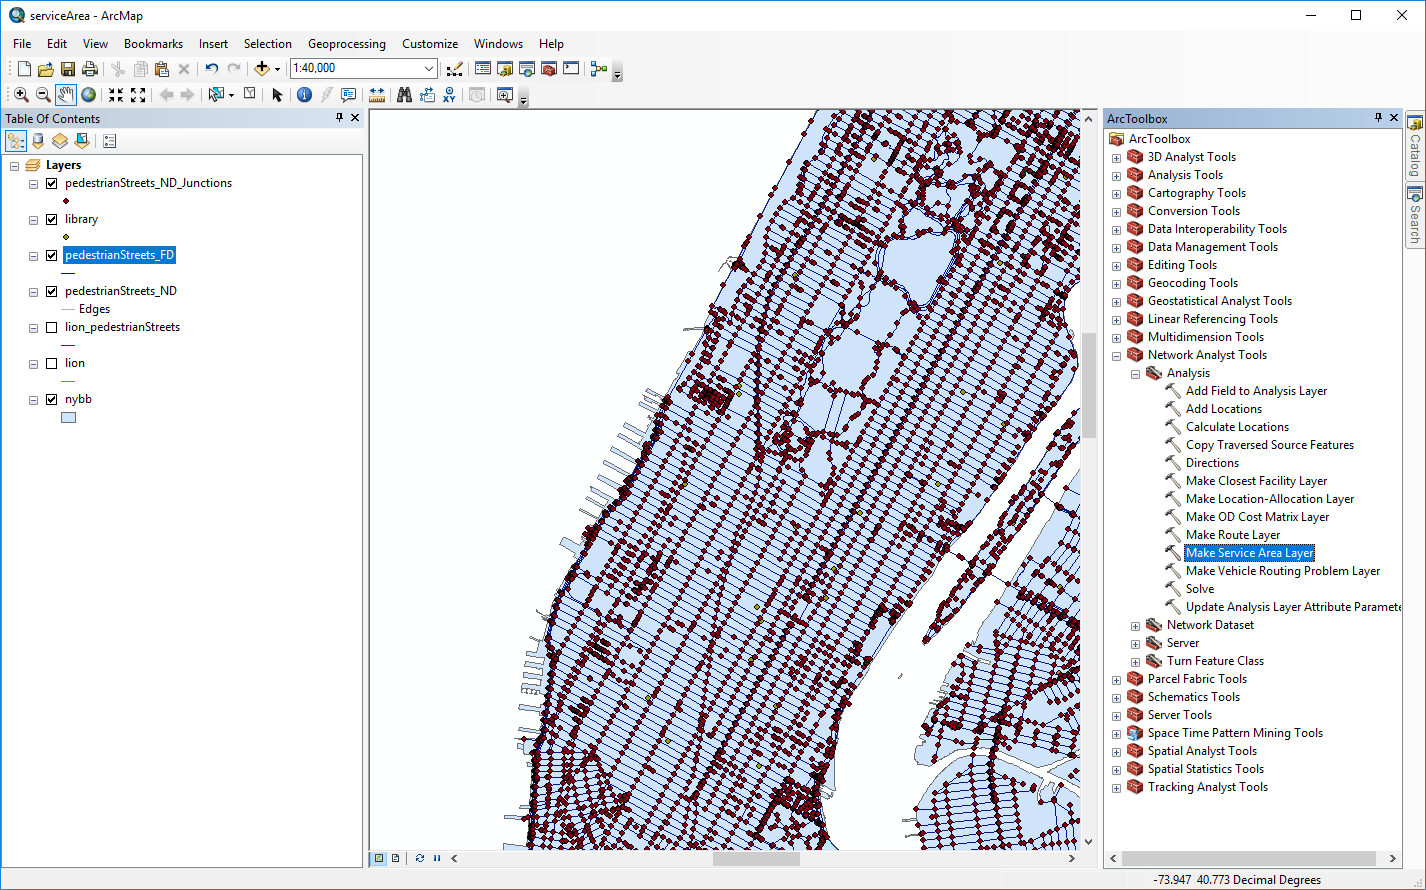 serviceArea - ArcMap
File Edit View Bookmarks Insert Selection Geoprocessing Customize Windows Help
1:40,000
Table Of Contents
Layers
pedestrianStreets_ND_Junctions
library
pedestrianStreets_FD
pedestrianStreets_ND
Edges
lion_pedestrianStreets
lion
nybb
ArcToolbox
ArcToolbox
3D Analyst Tools
Analysis Tools
Cartography Tools
Conversion Tools
Data Interoperability Tools
Data Management Tools
Editing Tools
Geocoding Tools
Geostatistical Analyst Tools
Linear Referencing Tools
Multidimension Tools
Network Analyst Tools
Analysis
Add Field to Analysis Layer
Add Locations
Calculate Locations
Copy Traversed Source Features
Directions
Make Closest Facility Layer
Make Location-Allocation Layer
Make OD Cost Matrix Layer
Make Route Layer
Make Service Area Layer
Make Vehicle Routing Problem Layer
Solve
Update Analysis Layer Attribute Paramete
Network Dataset
Server
Turn Feature Class
Parcel Fabric Tools
Schematics Tools
Server Tools
Space Time Pattern Mining Tools
Spatial Analyst Tools
Spatial Statistics Tools
Tracking Analyst Tools
Catalog
Search
-73.947 40.773 Decimal Degrees